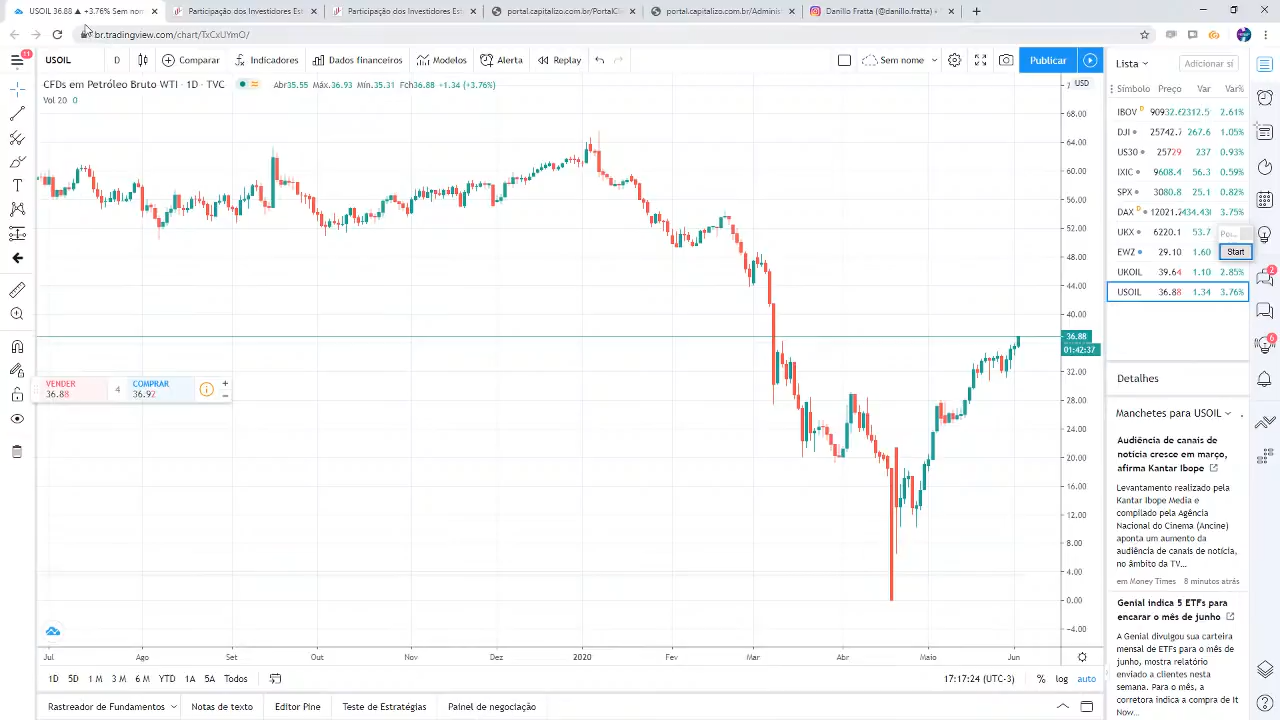 USOIL 36.88 ▲ +3.76% Sem nom
Participação dos Investidores Est
Participação dos Investidores Est
portal.capitalizo.com.br/PortalCli
portal.capitalizo.com.br/Adminis
Danillo Fratta (@danillo.fratta) •
br.tradingview.com/chart/TxCxUYmO/
11
USOIL
D
Comparar
Indicadores
Dados financeiros
Modelos
Alerta
Replay
Sem nome
Publicar
CFDs em Petróleo Bruto WTI · 1D · TVC
Abr35.55 Máx.36.93 Mín.35.31 Fch36.88 +1.34 (+3.76%)
Vol 20 0
USD
68.00
64.00
60.00
56.00
52.00
48.00
44.00
40.00
36.88
01:42:37
32.00
28.00
24.00
20.00
16.00
12.00
8.00
4.00
0.00
−4.00
VENDER
36.88
4
COMPRAR
36.92
Jul Ago Set Out Nov Dez 2020 Fev Mar Abr Maio Jun
1D 5D 1 M 3 M 6 M YTD 1A 5A Todos
17:17:24 (UTC-3) % log auto
Rastreador de Fundamentos Notas de texto Editor Pine Teste de Estratégia Painel de negociação
Lista
Adicionar sí
Símbolo Preço Var Var%
IBOV D 2.61%
DJI 25742.7 267.6 1.05%
US30 25729 237 0.93%
IXIC 9608.4 56.3 0.59%
SPX 3080.8 25.1 0.82%
DAX D 12021.2 434.430 3.75%
UKX 6220.1 53.7
EWZ 29.10 1.60
UKOIL 39.64 1.10 2.85%
USOIL 36.88 1.34 3.76%
Start
2
6
Detalhes
Manchetes para USOIL
Audiência de canais de
notícia cresce em março,
afirma Kantar Ibope
Levantamento realizado pela
Kantar Ibope Media e
compilado pela Agência
Nacional do Cinema (Ancine)
aponta um aumento da
audiência de canais de notícia,
no âmbito da TV...
em Money Times 8 minutos atrás
Genial indica 5 ETFs para
encarar o mês de junho
A Genial divulgou sua carteira
mensal de ETFs para o mês de
junho, mostra relatório
enviado a clientes nesta
semana. Para o mês, a
corretora indica a compra de It
Now...